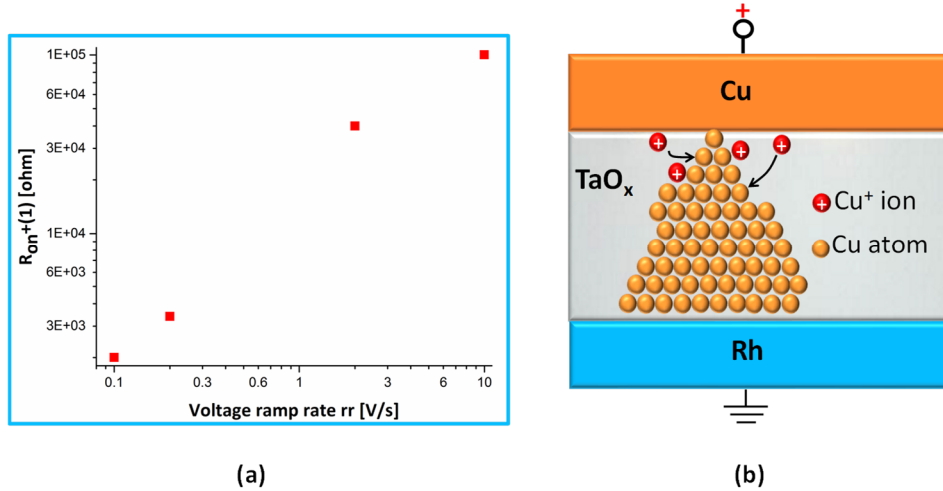 1E+05
6E+04
3E+04
1E+04
6E+03
3E+03
R_on+(1) [ohm]
0.1 0.3 0.6 1 3 6 10
Voltage ramp rate rr [V/s]
(a)
+
Cu
+ + +
+
TaOₓ
+ Cu⁺ ion
Cu atom
Rh
(b)